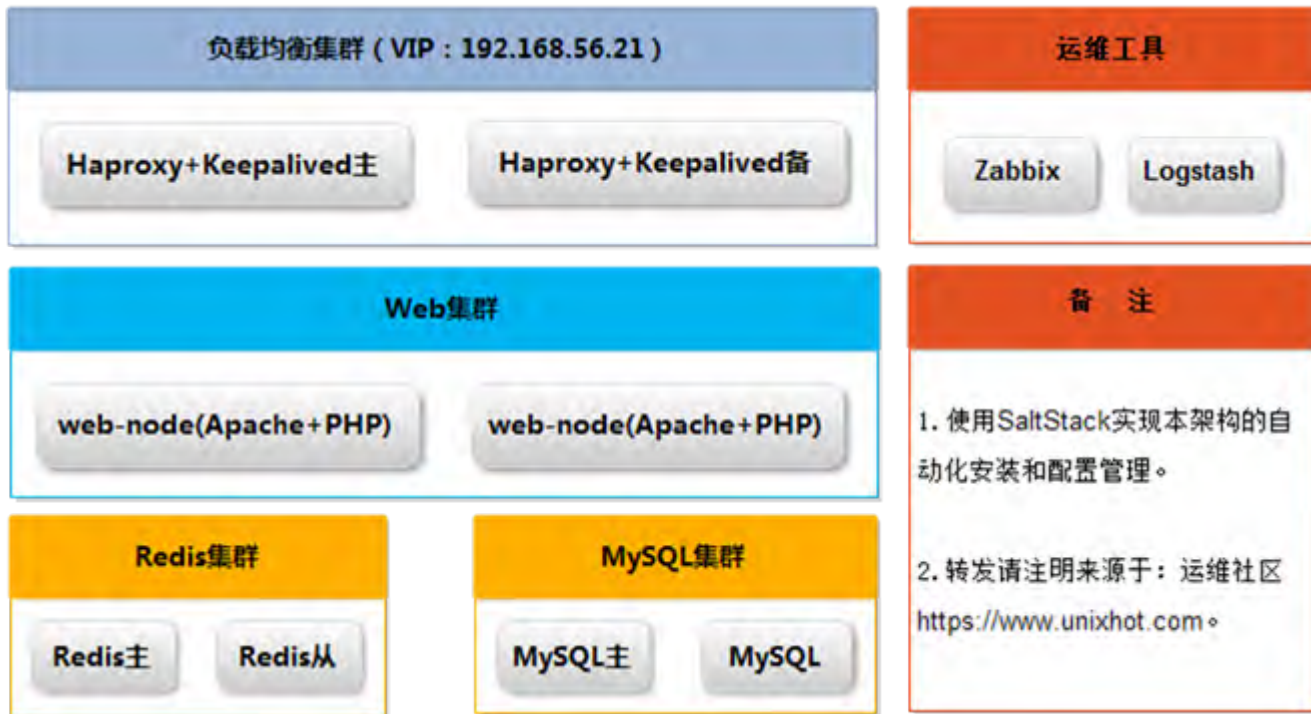 负载均衡集群（VIP：192.168.56.21）
Haproxy+Keepalived主
Haproxy+Keepalived备
Web集群
web-node(Apache+PHP)
web-node(Apache+PHP)
Redis集群
Redis主
Redis从
MySQL集群
MySQL主
MySQL
运维工具
Zabbix
Logstash
备 注
1. 使用SaltStack实现本架构的自
动化安装和配置管理。
2. 转发请注明来源于：运维社区
https://www.unixhot.com。